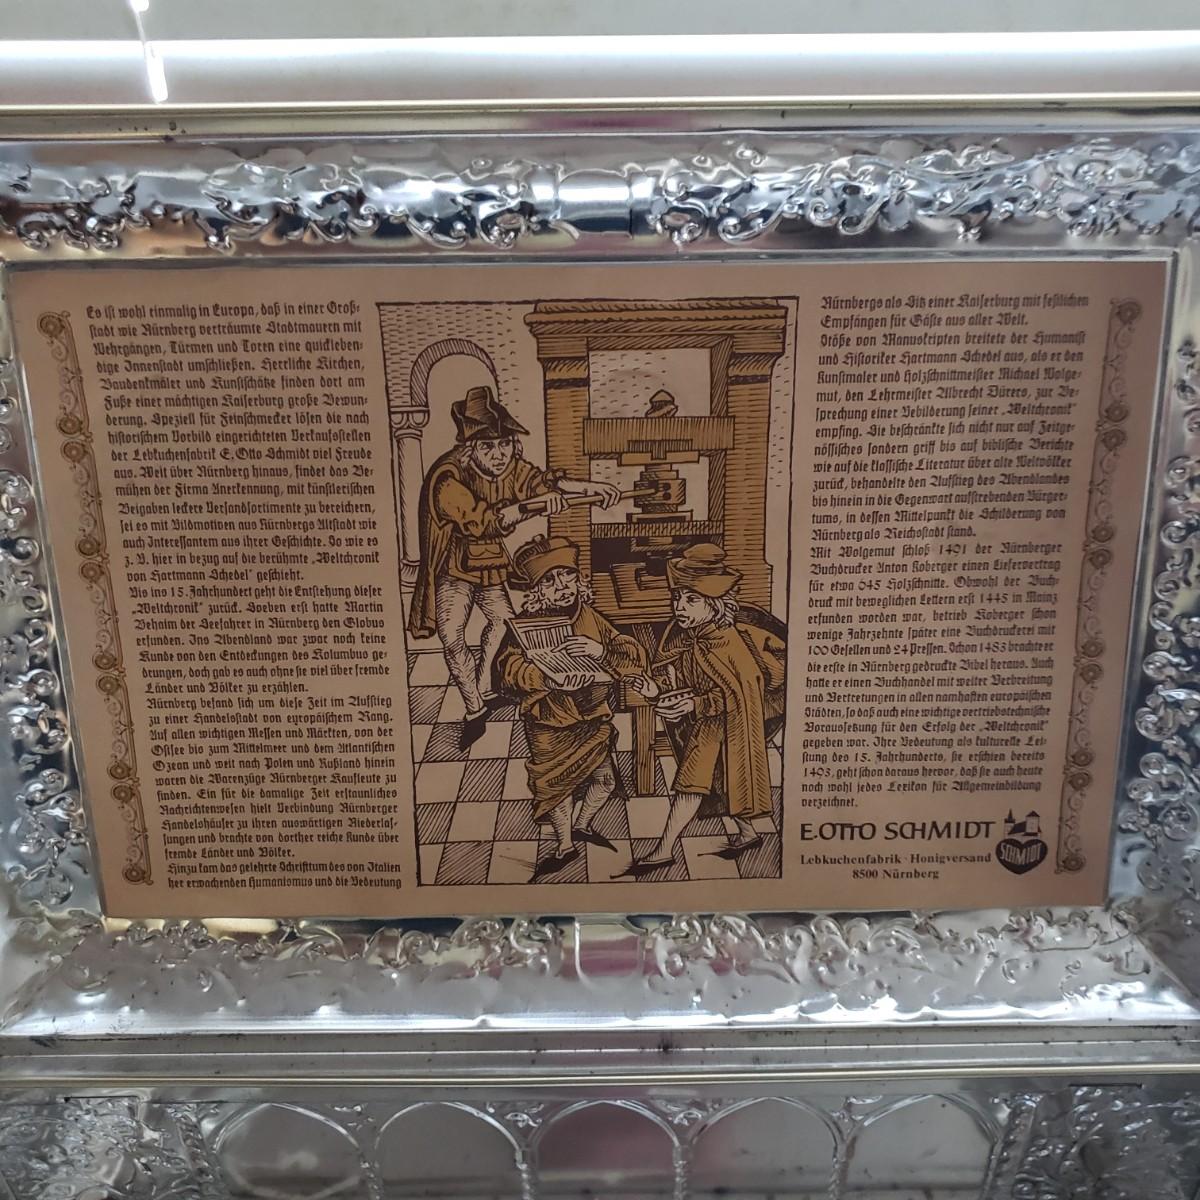 Es ist wohl einmalig in Europa, daß in einer Groß-
stadt wie Nürnberg verträumte Stadtmauern mit
Wehrgängen, Türmen und Toren eine quickleben-
dige Innenstadt umschließen. Herrliche Kirchen,
Baudenkmäler und Kunstschätze finden dort am
Fuße einer mächtigen Kaiserburg große Bewun-
derung. Speziell für Feinschmecker lösen die nach
historischem Vorbild eingerichteten Verkaufsstellen
der Lebkuchenfabrik E. Otto Schmidt viel Freude
aus. Weit über Nürnberg hinaus, findet das Be-
mühen der Firma Anerkennung, mit künstlerischen
Beigaben leckere Versandsortimente zu bereichern,
sei es mit Bildmotiven aus Nürnbergs Altstadt wie
auch Interessantem aus ihrer Geschichte. So wie es
z. B. hier in bezug auf die berühmte „Weltchronik
von Hartmann Schedel" geschieht.
Bis ins 15. Jahrhundert geht die Entstehung dieser
„Weltchronik" zurück. Soeben erst hatte Martin
Behaim der Seefahrer in Nürnberg den Globus
erfunden. Ins Abendland war zwar noch keine
Kunde von den Entdeckungen des Kolumbus ge-
drungen, doch gab es auch ohne sie viel über fremde
Länder und Völker zu erzählen.
Nürnberg befand sich um diese Zeit im Aufstieg
zu einer Handelsstadt von europäischem Rang.
Auf allen wichtigen Messen und Märkten, von der
Ostsee bis zum Mittelmeer und dem Atlantischen
Ozean und weit nach Polen und Rußland hinein
waren die Warenzüge Nürnberger Kaufleute zu
finden. Ein für die damalige Zeit erstaunliches
Nachrichtenwesen hielt Verbindung Nürnberger
Handelshäuser zu ihren auswärtigen Niederlas-
sungen und brachte von dorther reiche Kunde über
fremde Länder und Völker.
Hinzu kam das gelehrte Schrifttum des von Italien
her erwachenden Humanismus und die Bedeutung
Nürnbergs als Sitz einer Kaiserburg mit festlichen
Empfängen für Gäste aus aller Welt.
Stöße von Manuskripten breitete der Humanist
und Historiker Hartmann Schedel aus, als er den
Kunstmaler und Holzschnittmeister Michael Wolge-
mut, den Lehrmeister Albrecht Dürers, zur Be-
sprechung einer Bebilderung seiner „Weltchronik"
empfing. Sie beschränkte sich nicht nur auf Zeitge-
nössisches sondern griff bis auf biblische Berichte
wie auf die klassische Literatur über alte Weltvölker
zurück, behandelte den Aufstieg des Abendlandes
bis hinein in die Gegenwart aufstrebenden Bürger-
tums, in dessen Mittelpunkt die Schilderung von
Nürnberg als Reichsstadt stand.
Mit Wolgemut schloß 1491 der Nürnberger
Buchdrucker Anton Koberger einen Liefervertrag
für etwa 645 Holzschnitte. Obwohl der Buch-
druck mit beweglichen Lettern erst 1445 in Mainz
erfunden worden war, betrieb Koberger schon
wenige Jahrzehnte später eine Buchdruckerei mit
100 Gesellen und 24 Pressen. Schon 1483 brachte er
die erste in Nürnberg gedruckte Bibel heraus. Auch
hatte er einen Buchhandel mit weiter Verbreitung
und Vertretungen in allen namhaften europäischen
Städten, so daß auch eine wichtige vertriebstechnische
Voraussetzung für den Erfolg der „Weltchronik"
gegeben war. Ihre Bedeutung als kulturelle Lei-
stung des 15. Jahrhunderts, sie erschien bereits
1493, geht schon daraus hervor, daß sie auch heute
noch wohl jedes Lexikon für Allgemeinbildung
verzeichnet.
E. OTTO SCHMIDT
SCHMIDT
Lebkuchenfabrik · Honigversand
8500 Nürnberg